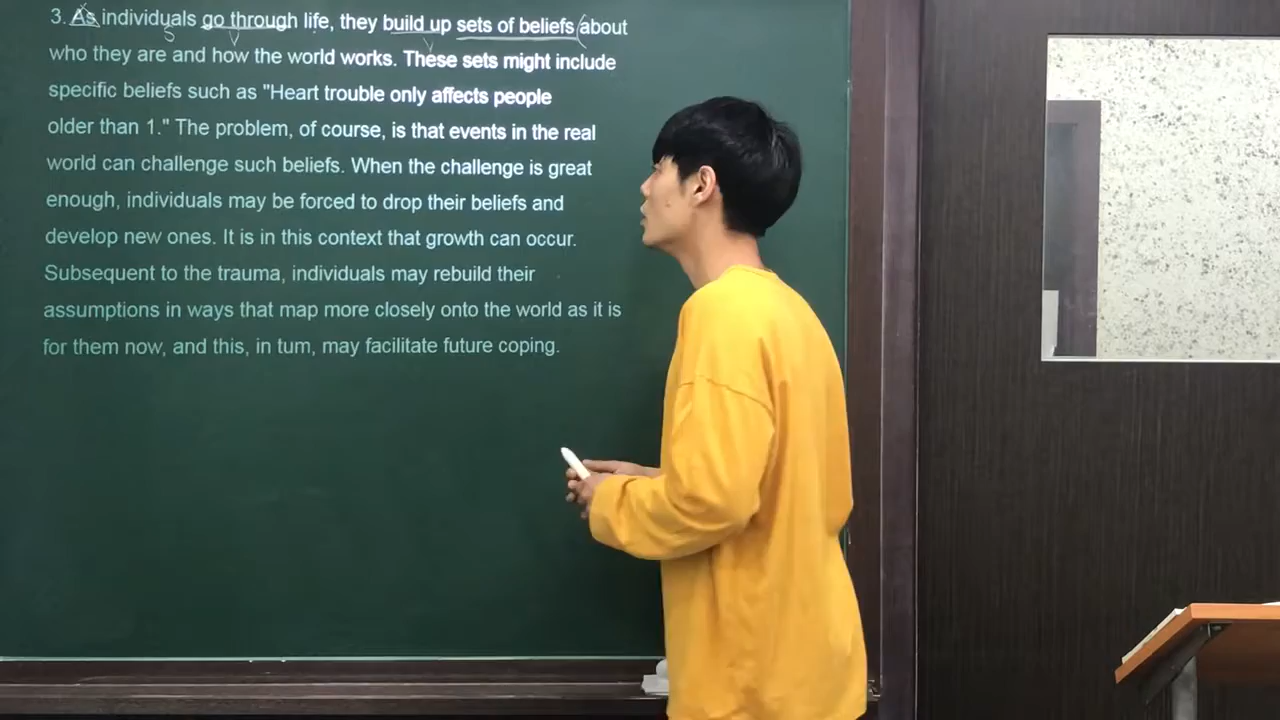 3. As individuals go through life, they build up sets of beliefs (about
S V V
who they are and how the world works. These sets might include
specific beliefs such as "Heart trouble only affects people
older than 1." The problem, of course, is that events in the real
world can challenge such beliefs. When the challenge is great
enough, individuals may be forced to drop their beliefs and
develop new ones. It is in this context that growth can occur.
Subsequent to the trauma, individuals may rebuild their
assumptions in ways that map more closely onto the world as it is
for them now, and this, in tum, may facilitate future coping.